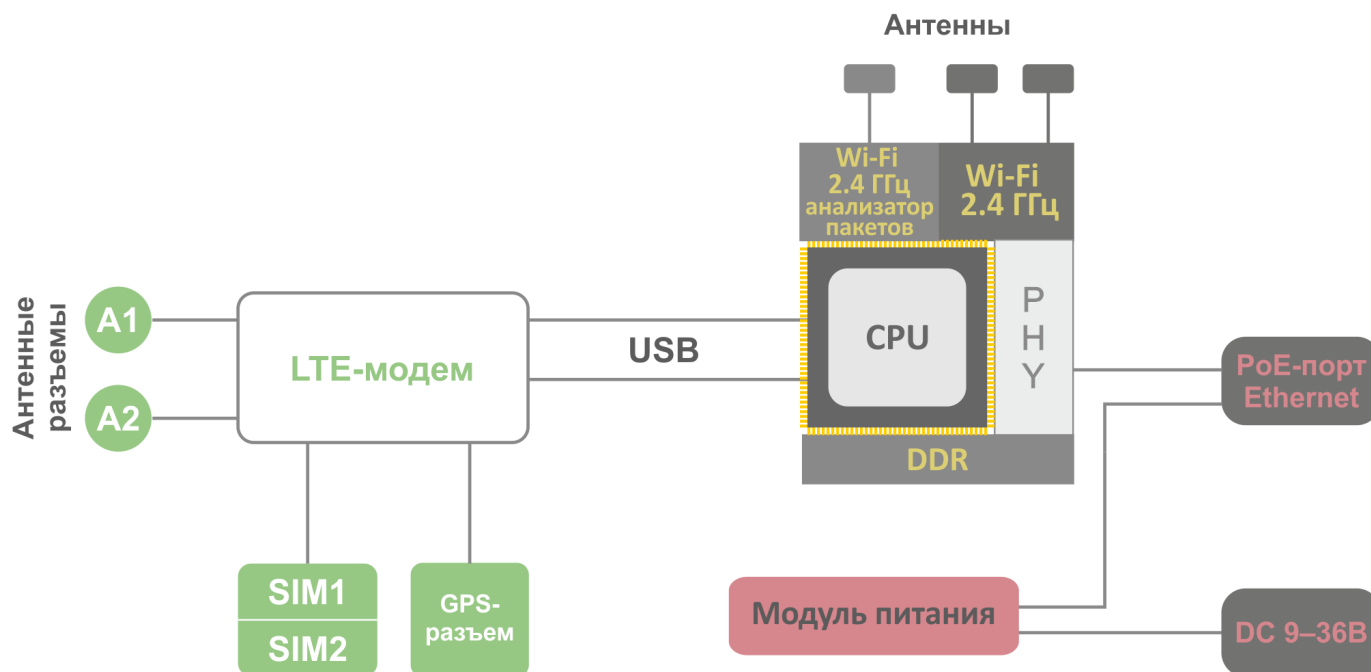 Антенны
Wi-Fi
2.4 ГГц
анализатор
пакетов
Wi-Fi
2.4 ГГц
Антенные
разъемы
A1
A2
LTE-модем
USB
CPU
P
H
Y
DDR
PoE-порт
Ethernet
SIM1
SIM2
GPS-
разъем
Модуль питания
DC 9–36В